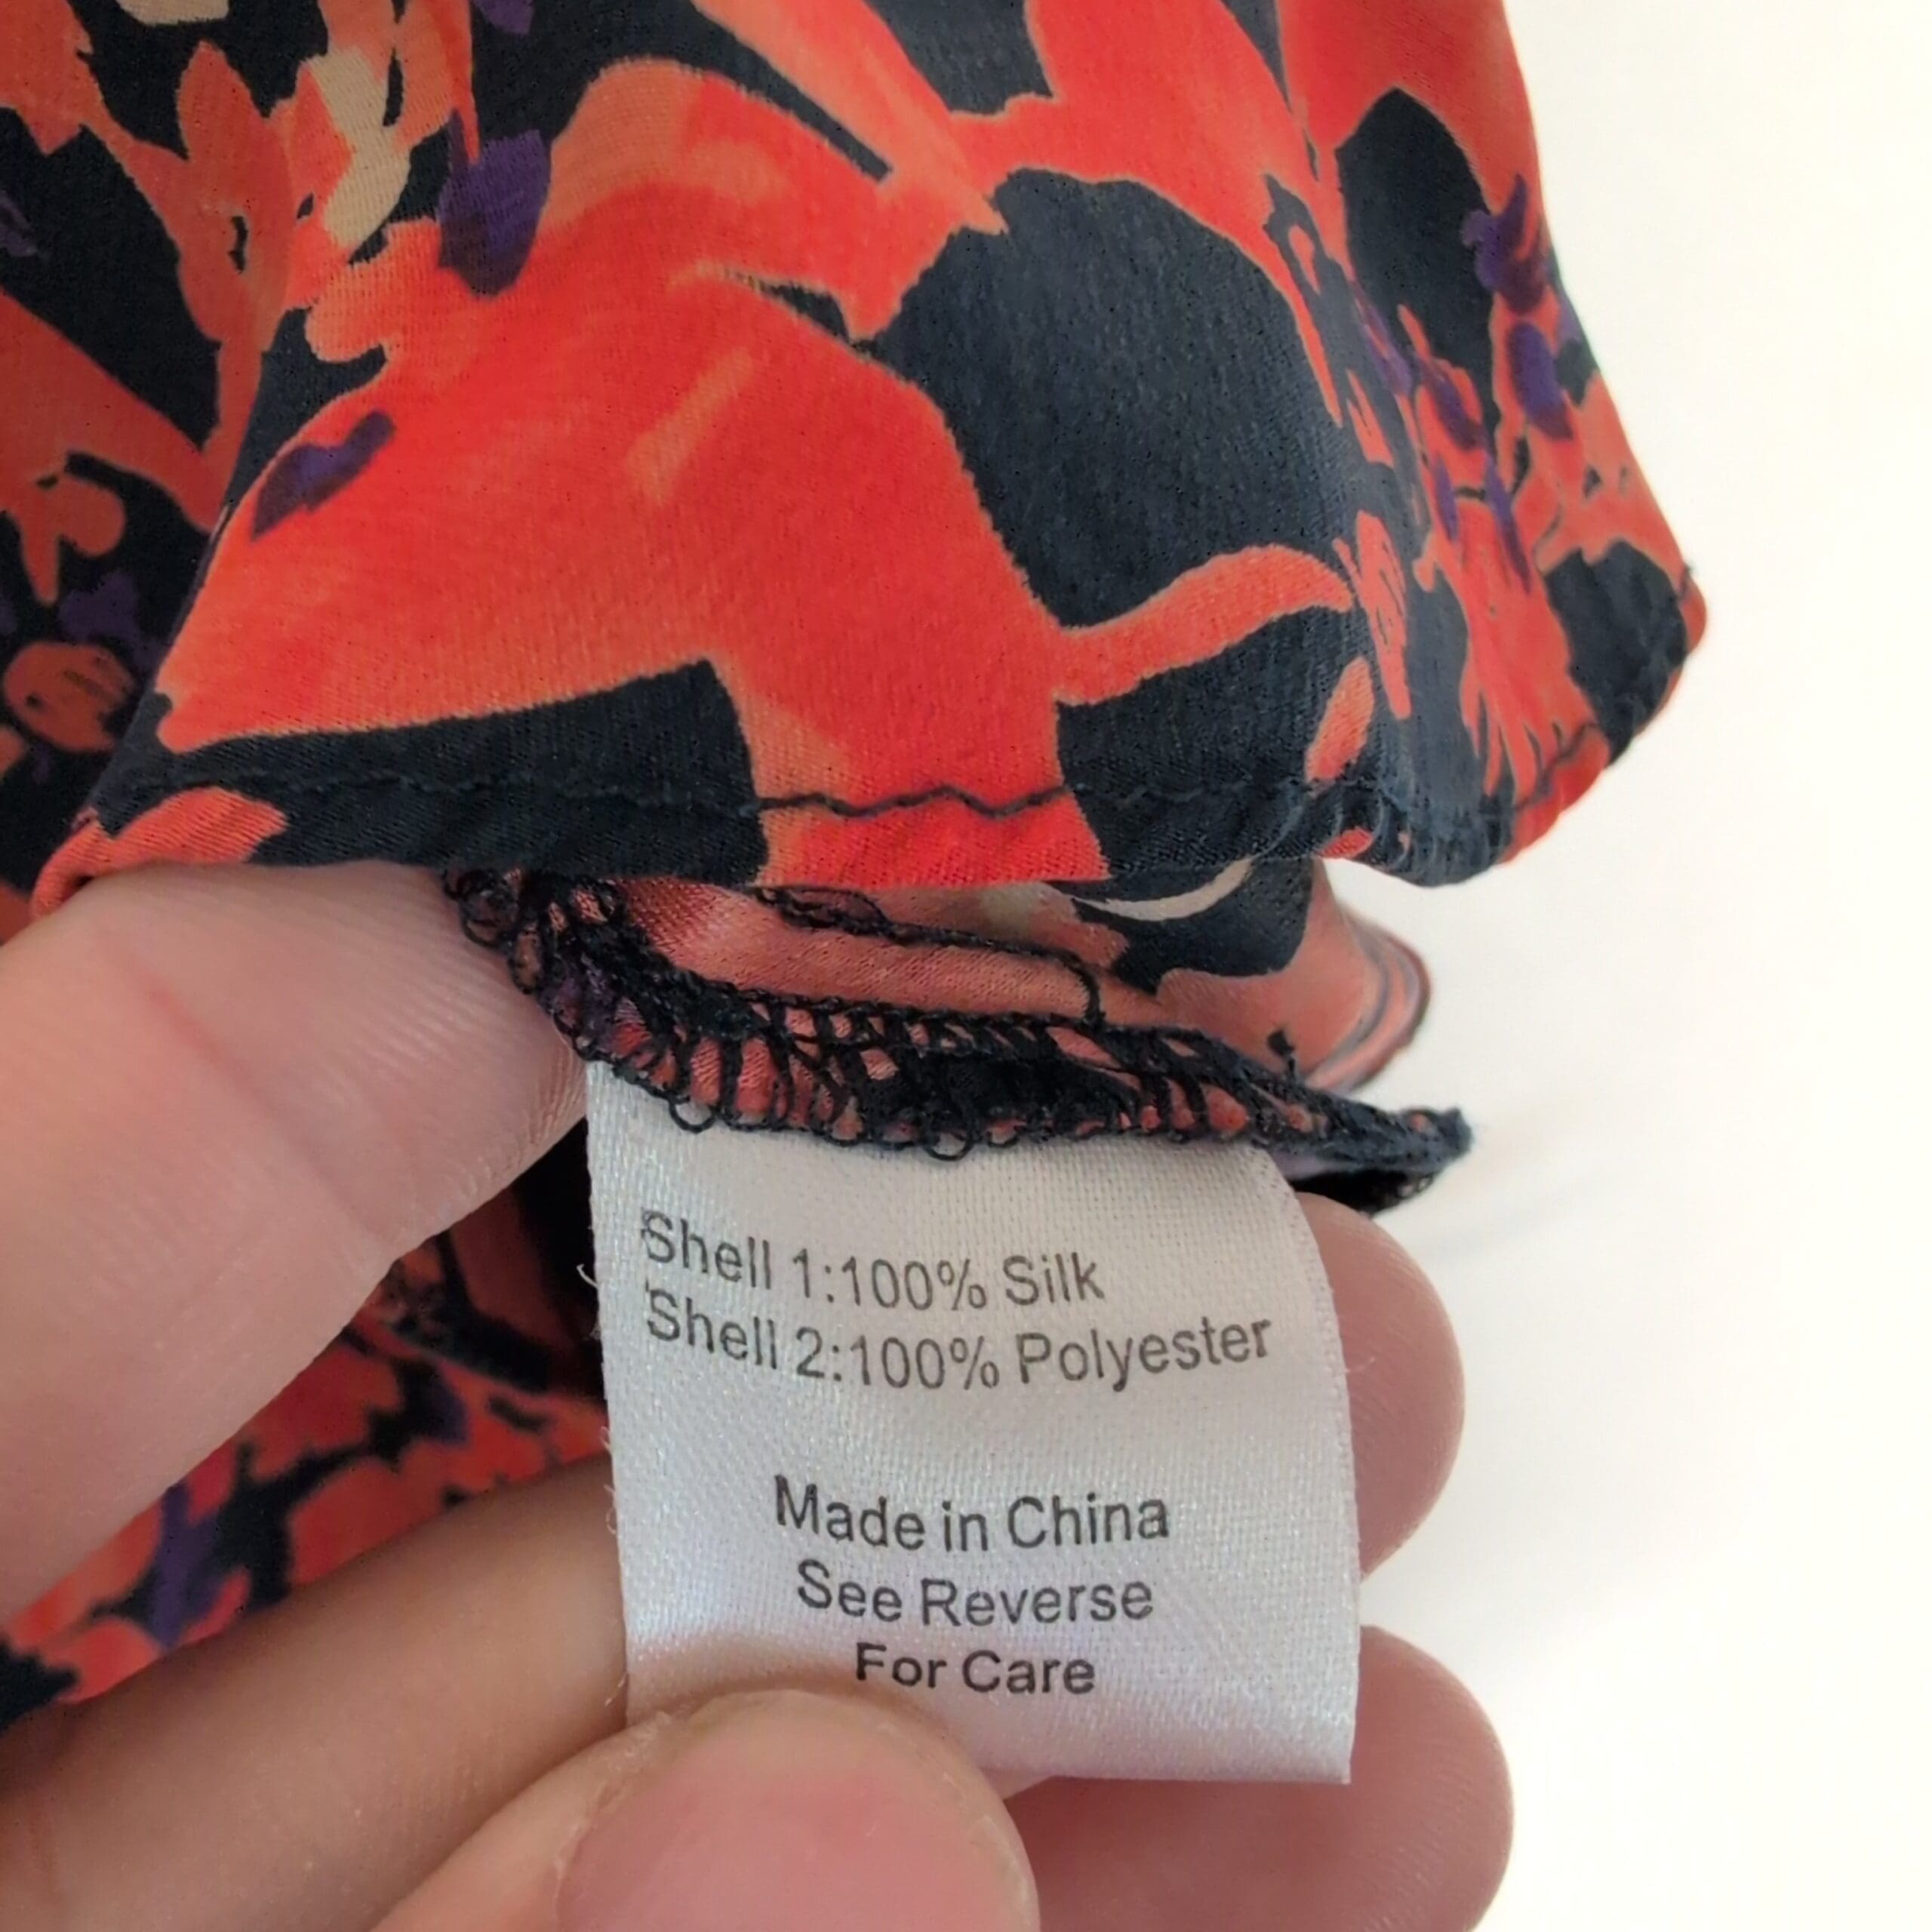 Shell 1:100% Silk
Shell 2:100% Polyester
Made in China
See Reverse
For Care